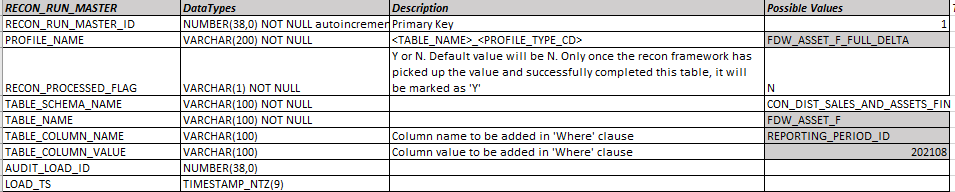 RECON_RUN_MASTER DataTypes Description Possible Values
RECON_RUN_MASTER_ID NUMBER(38,0) NOT NULL autoincremen Primary Key 1
PROFILE_NAME VARCHAR(200) NOT NULL <TABLE_NAME>_<PROFILE_TYPE_CD> FDW_ASSET_F_FULL_DELTA
Y or N. Default value will be N. Only once the recon framework has
picked up the value and successfully completed this table, it will
RECON_PROCESSED_FLAG VARCHAR(1) NOT NULL be marked as 'Y' N
TABLE_SCHEMA_NAME VARCHAR(100) NOT NULL CON_DIST_SALES_AND_ASSETS_FIN
TABLE_NAME VARCHAR(100) NOT NULL FDW_ASSET_F
TABLE_COLUMN_NAME VARCHAR(100) Column name to be added in 'Where' clause REPORTING_PERIOD_ID
TABLE_COLUMN_VALUE VARCHAR(100) Column value to be added in 'Where' clause 202108
AUDIT_LOAD_ID NUMBER(38,0)
LOAD_TS TIMESTAMP_NTZ(9)